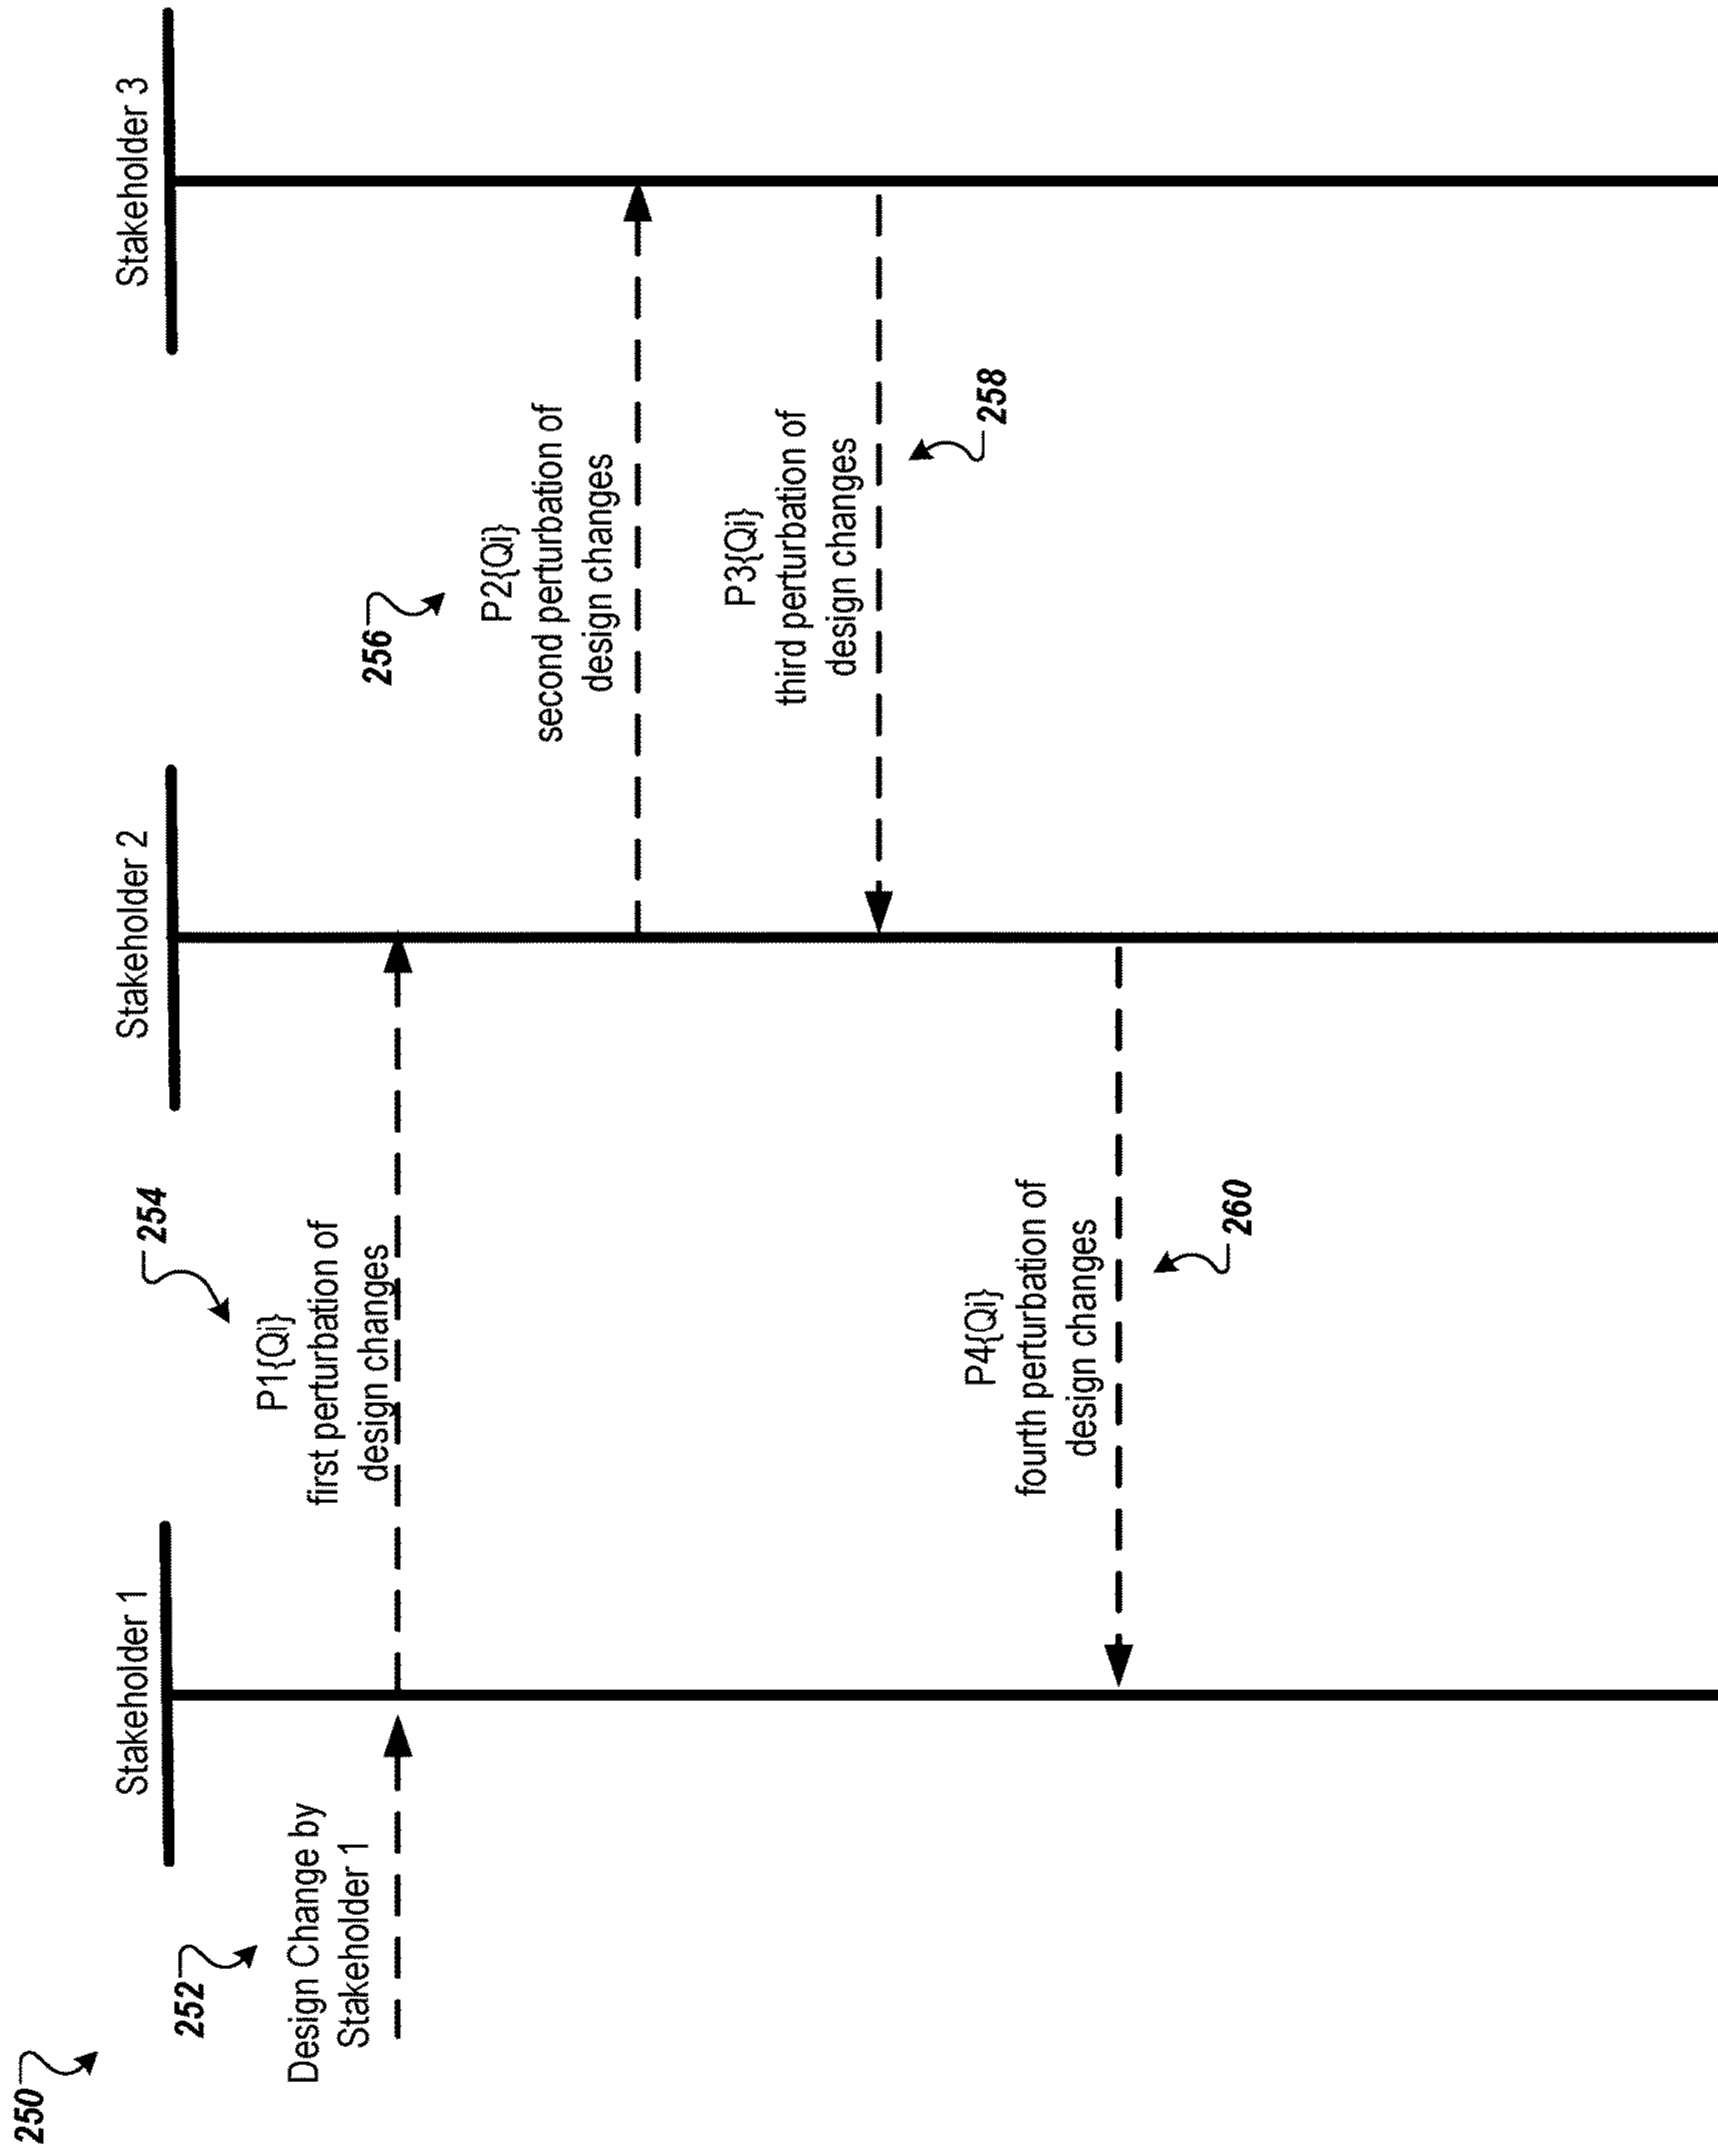 250
Stakeholder 1
Stakeholder 2
Stakeholder 3
252
Design Change by
Stakeholder 1
254
P1{Qi}
first perturbation of
design changes
256
P2{Qi}
second perturbation of
design changes
P3{Qi}
third perturbation of
design changes
258
P4{Qi}
fourth perturbation of
design changes
260